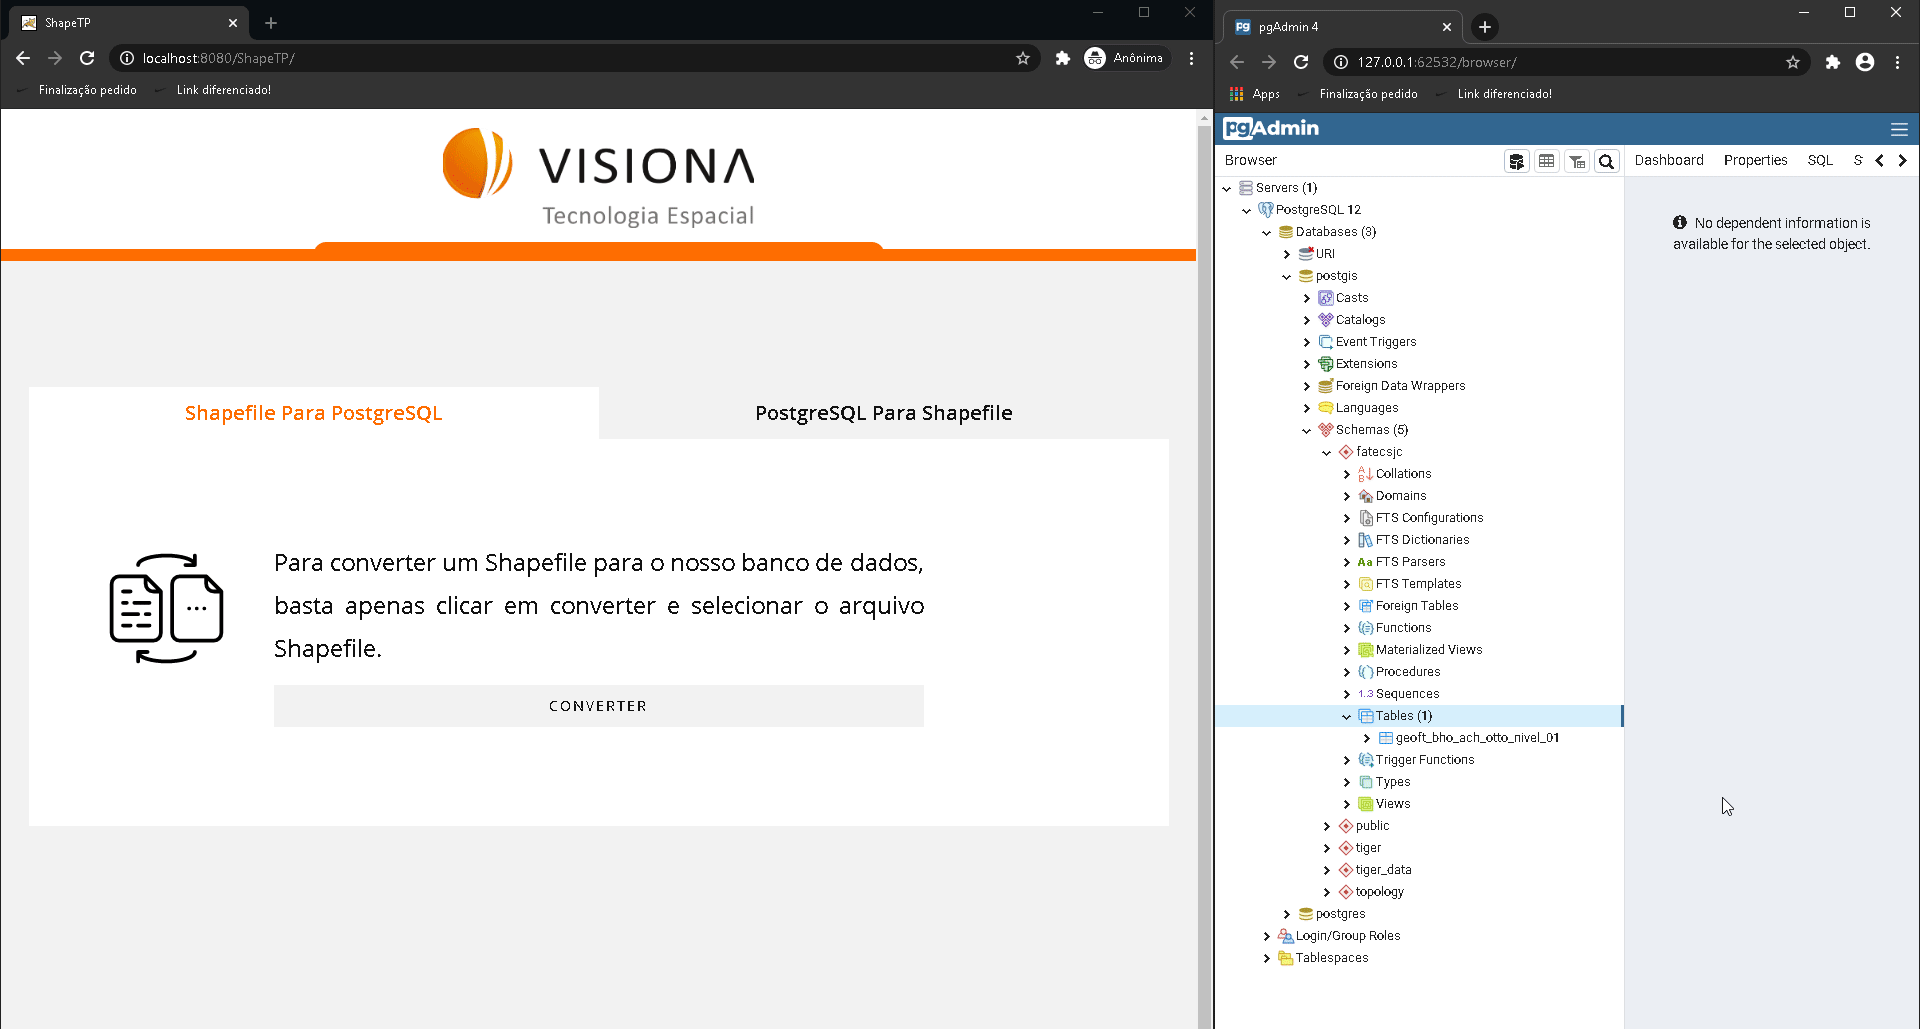 ShapeTP
localhost:8080/ShapeTP/
Anônima
Finalização pedido
Link diferenciado!
VISIONA
Tecnologia Espacial
Shapefile Para PostgreSQL
PostgreSQL Para Shapefile
Para converter um Shapefile para o nosso banco de dados,
basta apenas clicar em converter e selecionar o arquivo
Shapefile.
CONVERTER
pgAdmin 4
127.0.0.1:62532/browser/
Apps
Finalização pedido
Link diferenciado!
pgAdmin
Browser
Dashboard
Properties
SQL
S
Servers (1)
PostgreSQL 12
Databases (3)
URI
postgis
Casts
Catalogs
Event Triggers
Extensions
Foreign Data Wrappers
Languages
Schemas (5)
fatecsjc
Collations
Domains
FTS Configurations
FTS Dictionaries
Aa FTS Parsers
FTS Templates
Foreign Tables
Functions
Materialized Views
Procedures
1..3 Sequences
Tables (1)
geoft_bho_ach_otto_nivel_01
Trigger Functions
Types
Views
public
tiger
tiger_data
topology
postgres
Login/Group Roles
Tablespaces
No dependent information is
available for the selected object.